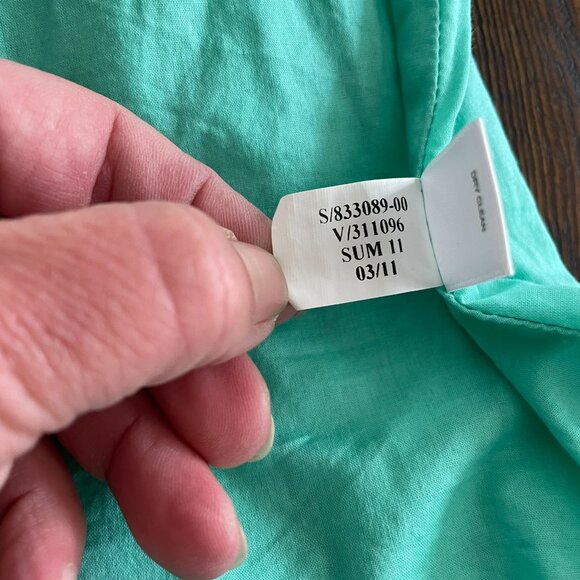 S/833089-00
V/311096
SUM 11
03/11
DRY CLEAN